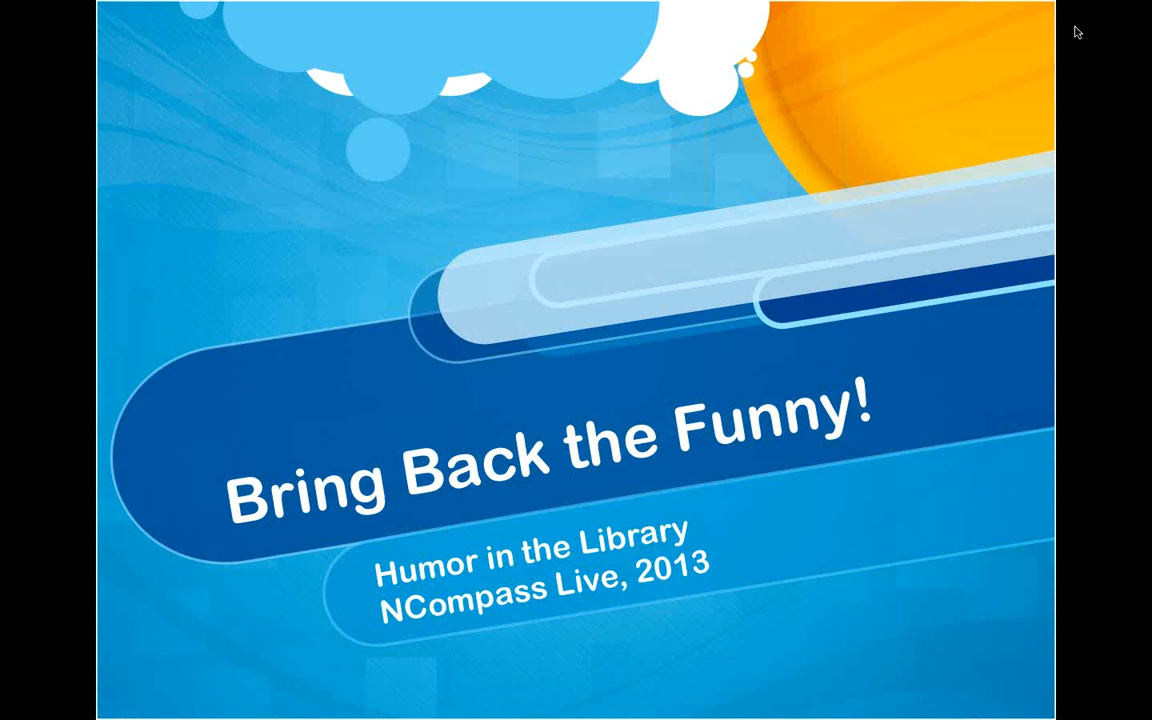 Bring Back the Funny!
Humor in the Library
NCompass Live, 2013